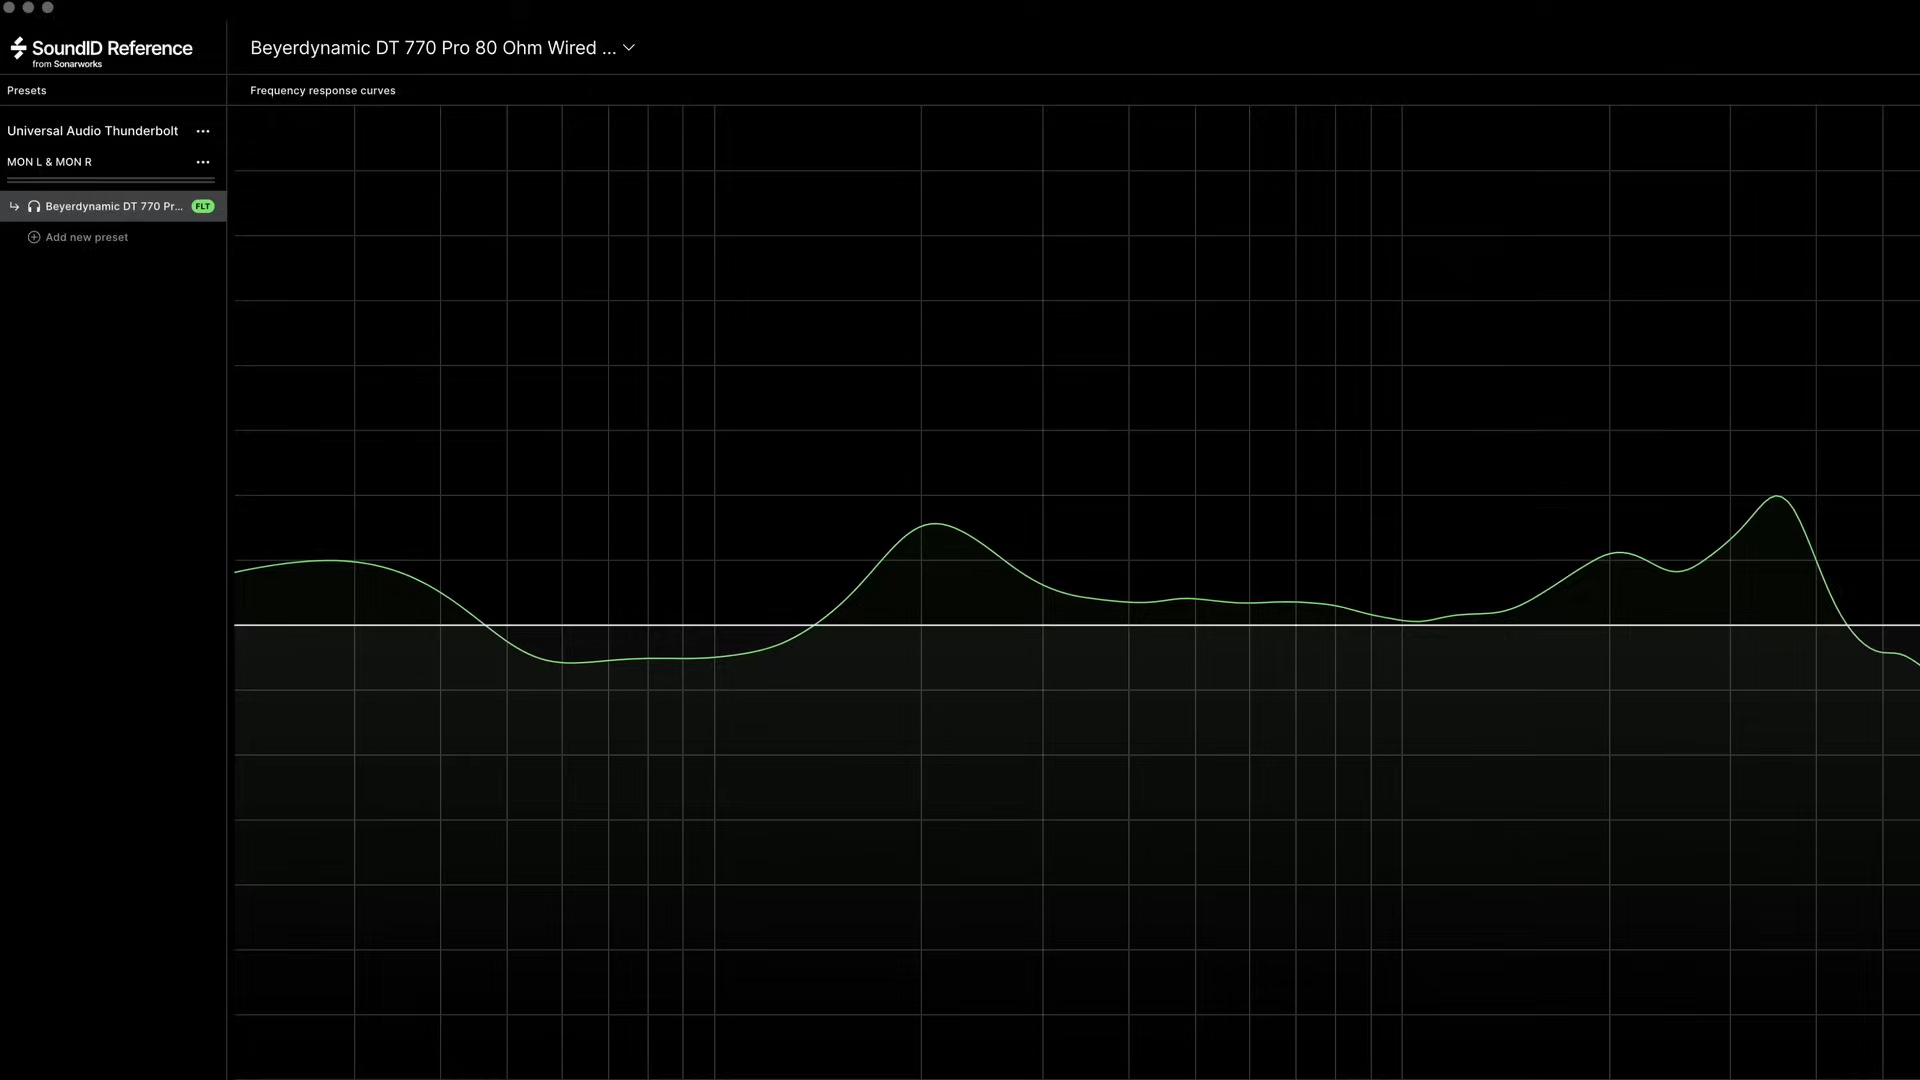 SoundID Reference
from Sonarworks
Beyerdynamic DT 770 Pro 80 Ohm Wired ...
Presets
Frequency response curves
Universal Audio Thunderbolt
MON L & MON R
Beyerdynamic DT 770 Pr... FLT
Add new preset